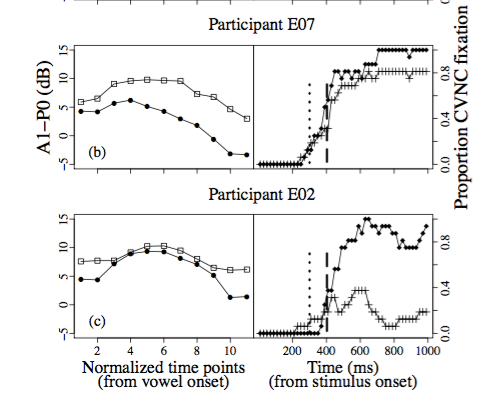 Participant E07
A1−P0 (dB)
15
10
5
0
-5
(b)
0.8
0.4
0.0
Proportion CVNC fixation
Participant E02
15
10
5
0
-5
(c)
0.8
0.4
0.0
2 4 6 8 10
200 400 600 800 1000
Normalized time points
(from vowel onset)
Time (ms)
(from stimulus onset)